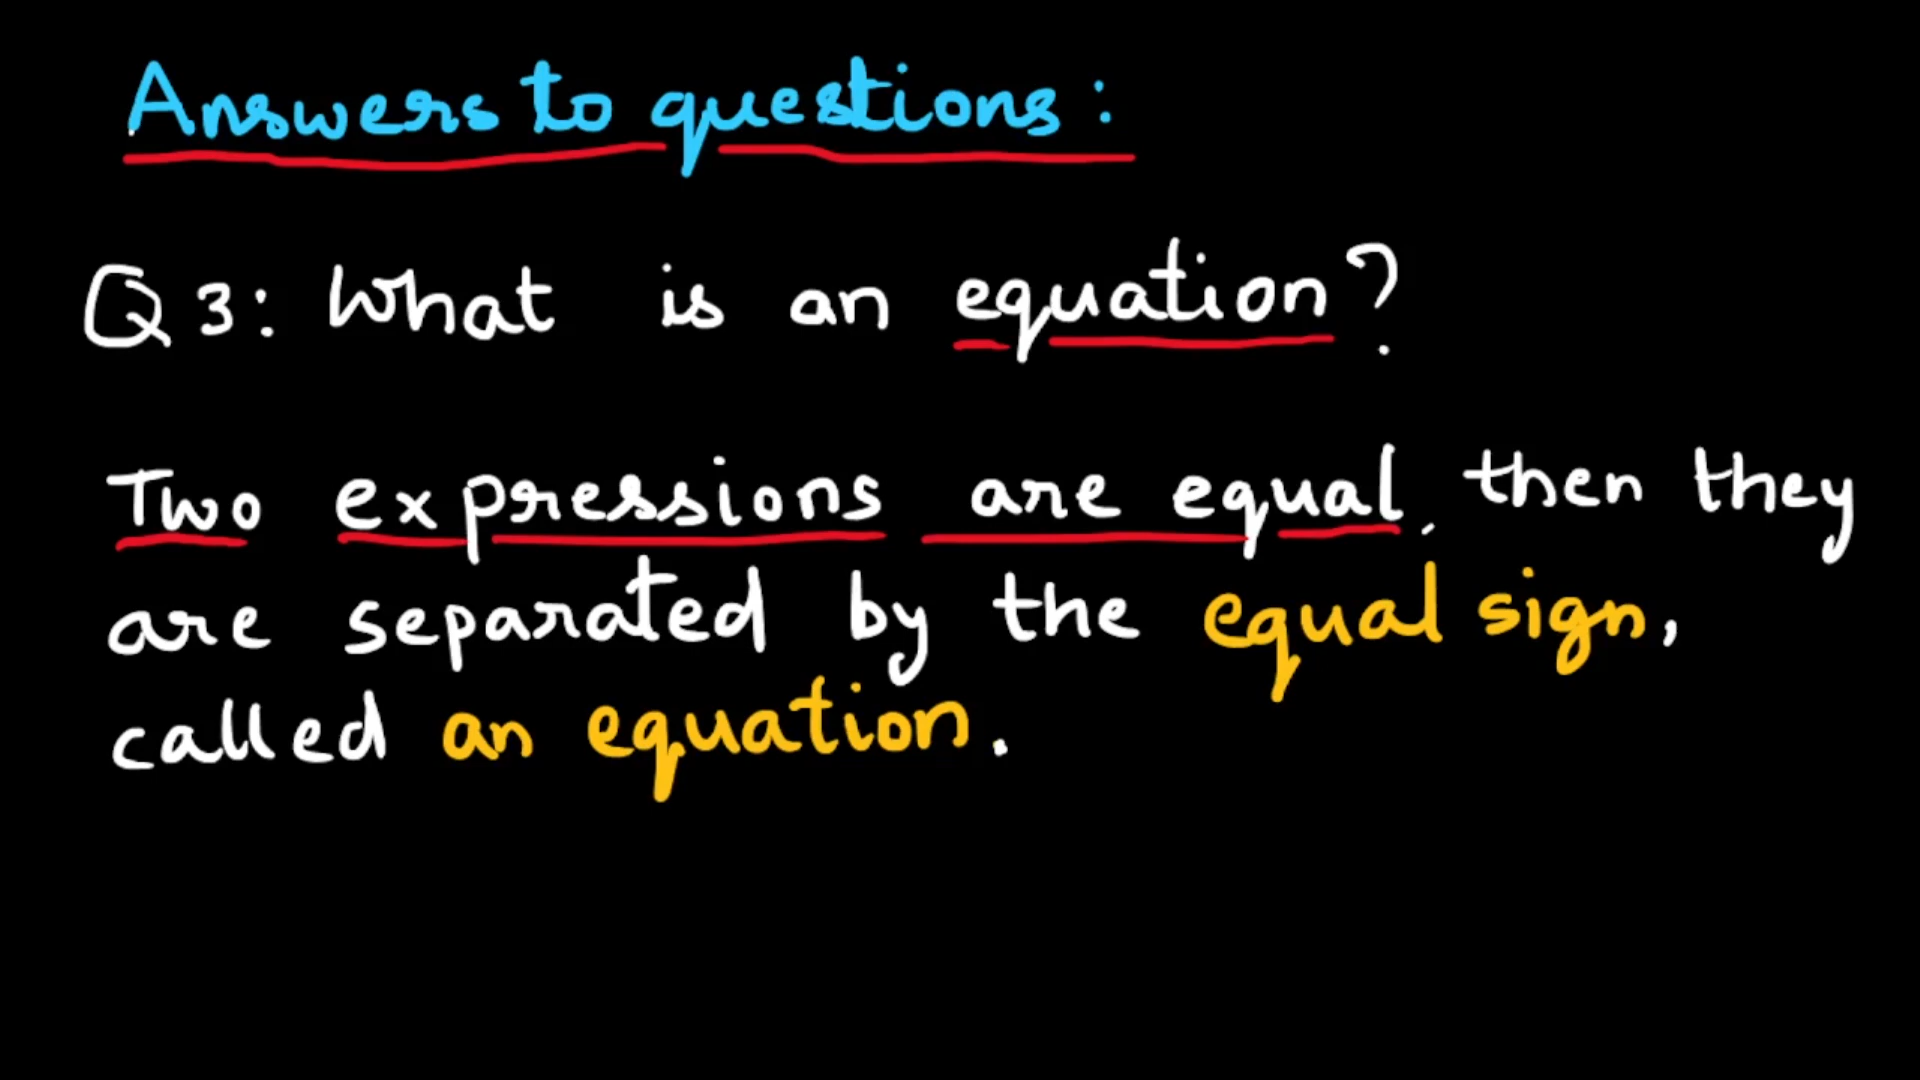 Answers to questions:
Q3: What is an equation?
Two expressions are equal, then they
are separated by the equal sign,
called an equation.